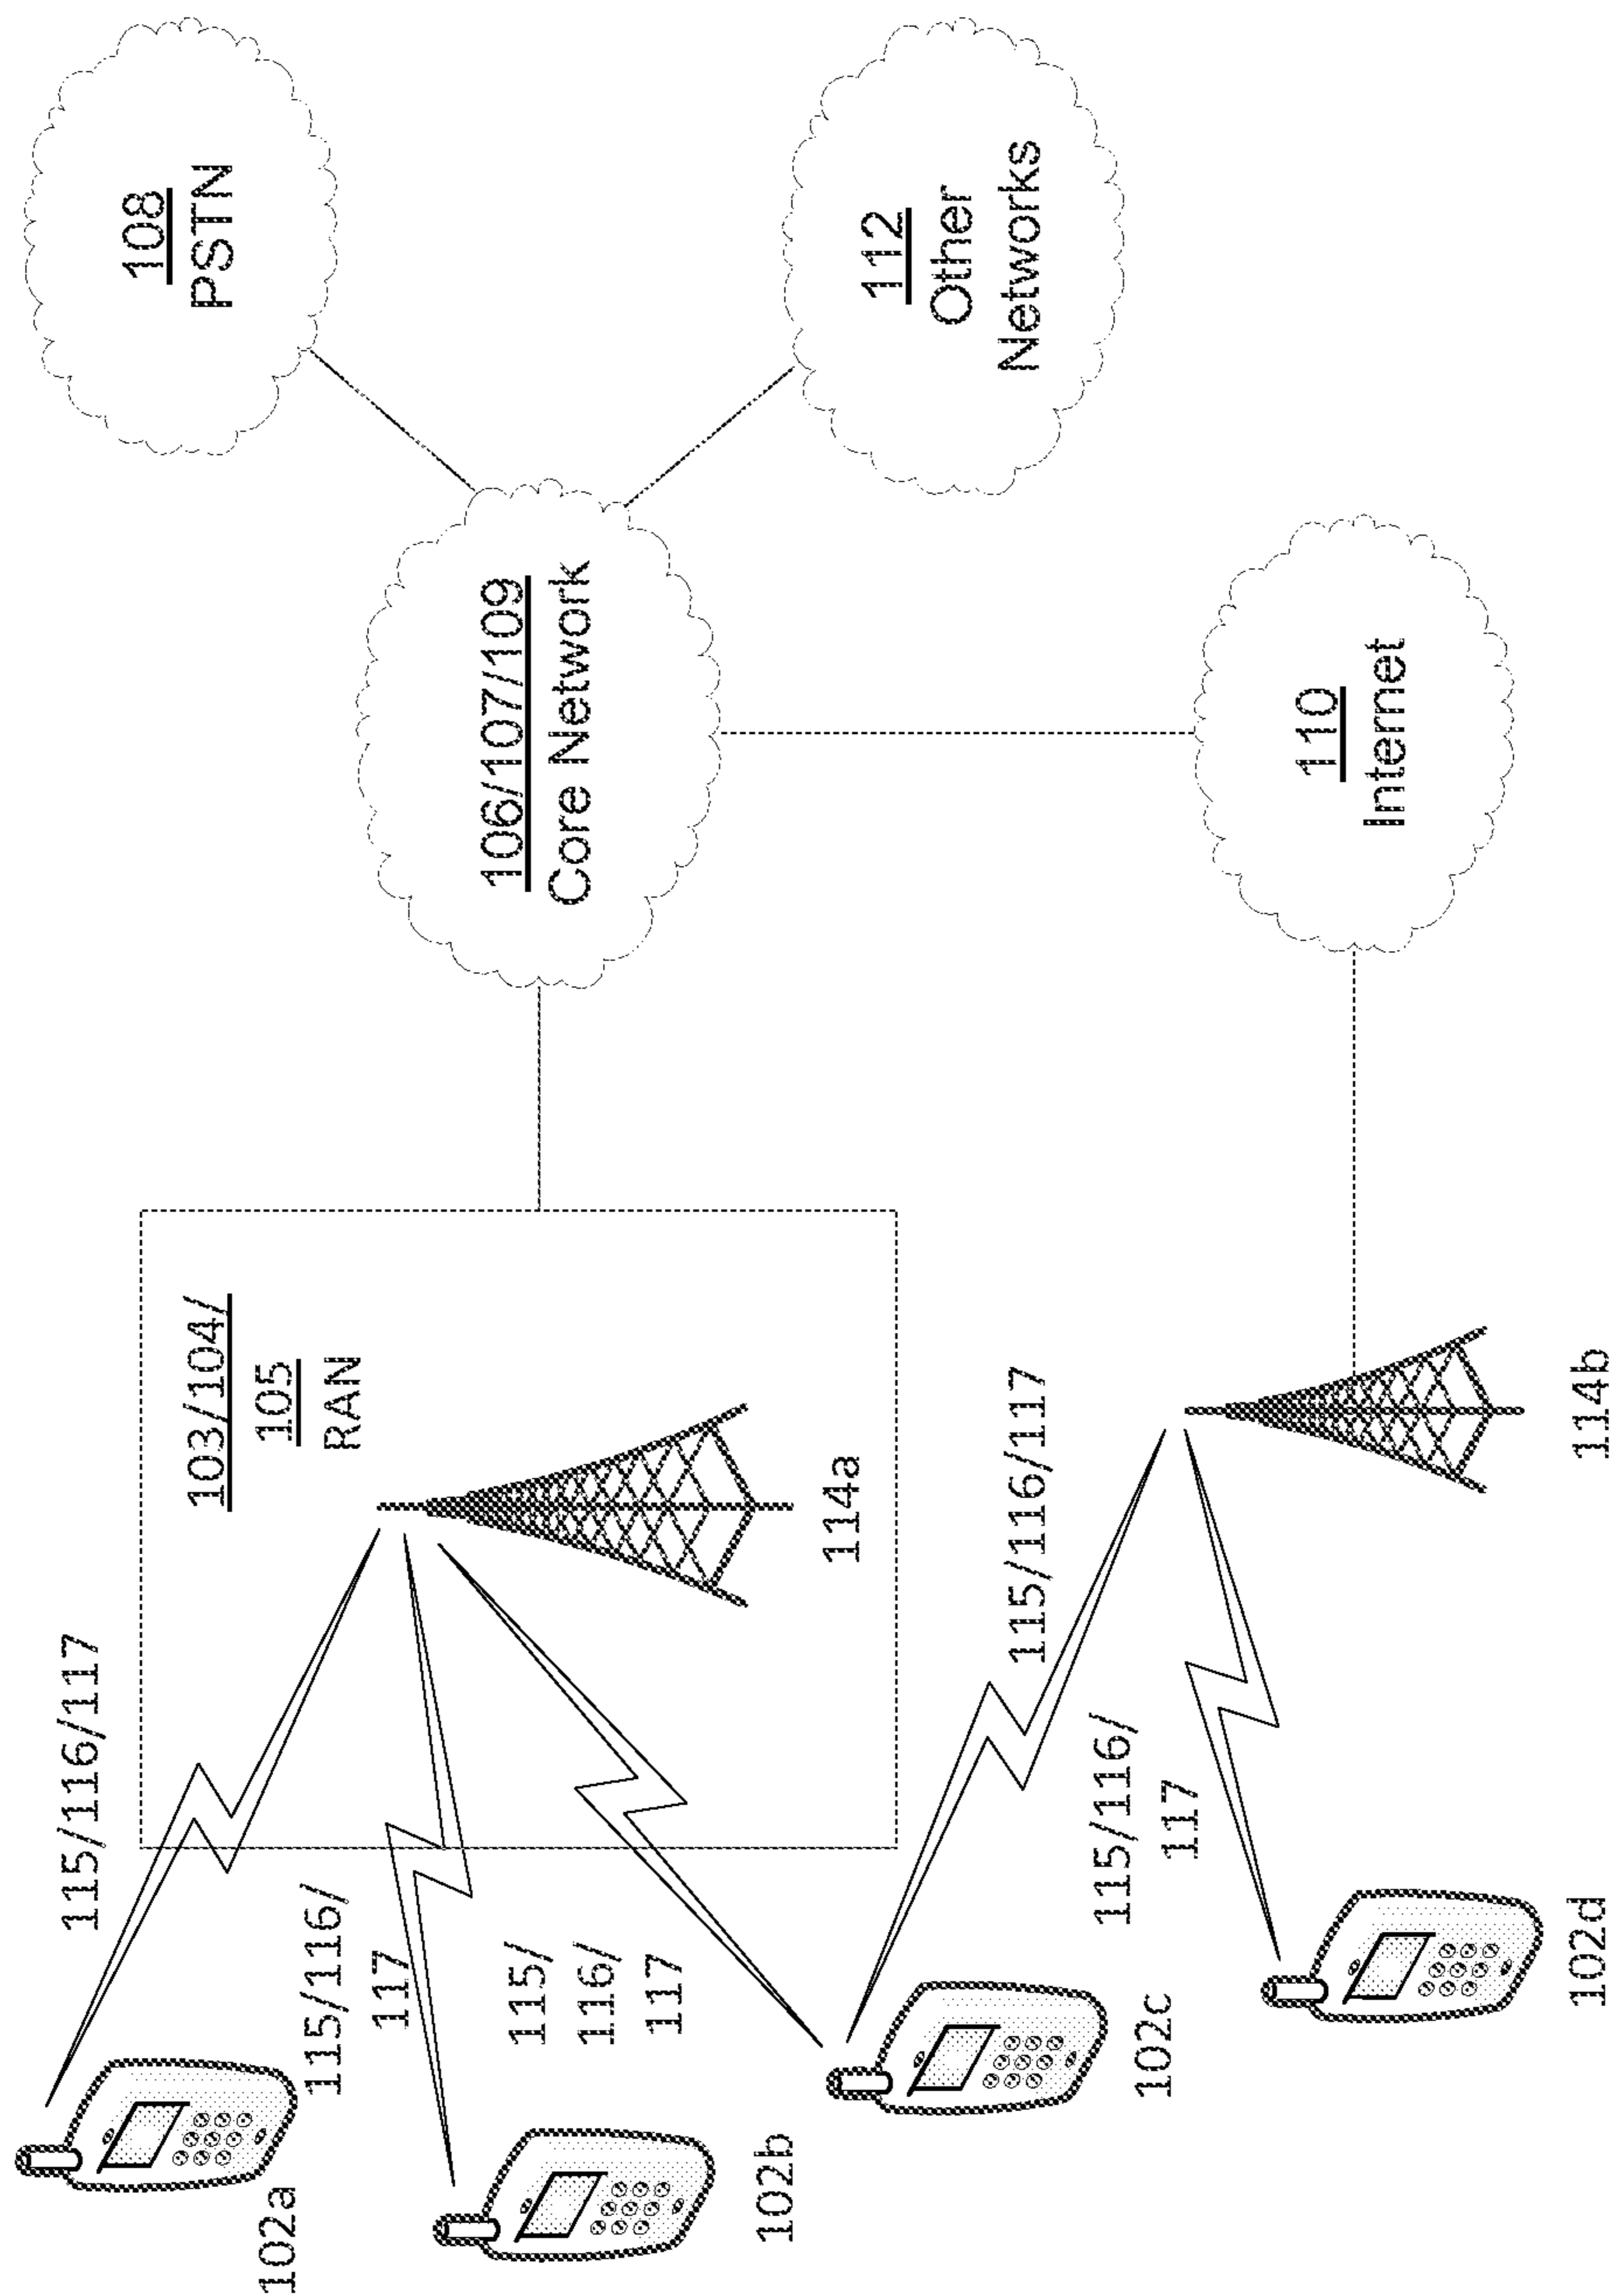 115/116/117
102a
115/116/
117
102b
115/
116/
117
103/104/
105
RAN
114a
106/107/109
Core Network
108
PSTN
112
Other
Networks
102c
115/116/117
115/116/
117
102d
114b
110
Internet